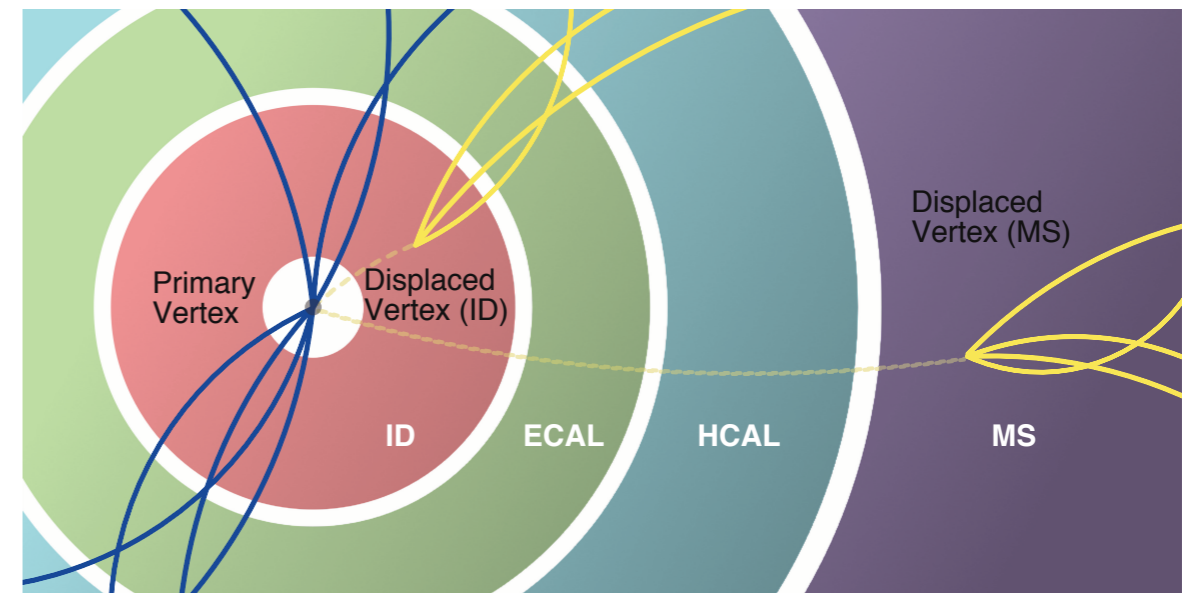 Displaced
Vertex (MS)
Primary
Vertex
Displaced
Vertex (ID)
ID
ECAL
HCAL
MS